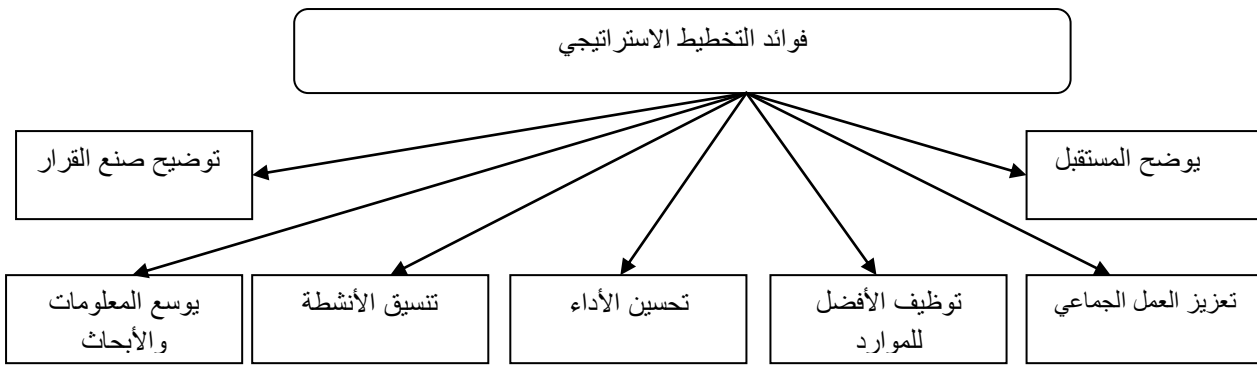 فوائد التخطيط الاستراتيجي
يوضح المستقبل
توضيح صنع القرار
تعزيز العمل الجماعي
توظيف الأفضل
للموارد
تحسين الأداء
تنسيق الأنشطة
يوسع المعلومات
والأبحاث